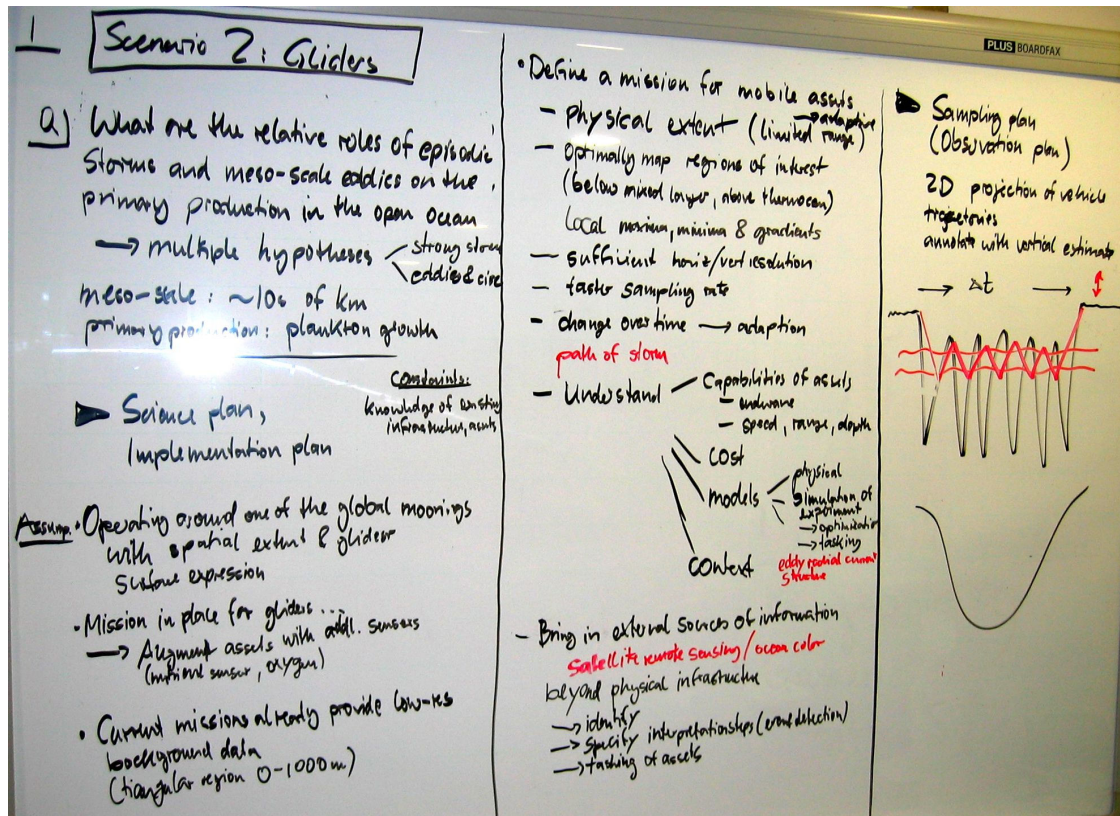 1
Scenario 2: Gliders
a) What are the relative roles of episodic
storms and meso-scale eddies on the
primary production in the open ocean
→ multiple hypotheses
strong storm
eddies & circ
meso-scale: ~10s of km
primary production: plankton growth
Constraints:
knowledge of existing
infrastructure, assets
Science plan,
Implementation plan
Assump. • Operating around one of the global moorings
with spatial extent & gliders
surface expression
• Mission in place for gliders ...
→ Augment assets with addl. sensors
(nutrient sensor, oxygen)
• Current missions already provide low-res
background data
(triangular region 0-1000m)
• Define a mission for mobile assets
→ adaptive
- physical extent (limited range)
- optimally map regions of interest
(below mixed layer, above thermocen)
local maxima, minima & gradients
- sufficient horiz/vert resolution
- faster sampling rate
- change over time → adaption
path of storm
- Understand
Capabilities of assets
- endurance
- speed, range, depth
cost
models
physical
simulation of
experiment
→ optimization
→ tasking
context
eddy radial current
structure
- Bring in external sources of information
satellite remote sensing / ocean color
beyond physical infrastructure
→ identify
→ specify interpretationships (event detection)
→ tasking of assets
PLUS BOARDFAX
Sampling plan
(Observation plan)
2D projection of vehicle
trajectories
annotate with vertical estimate
→ Δt →